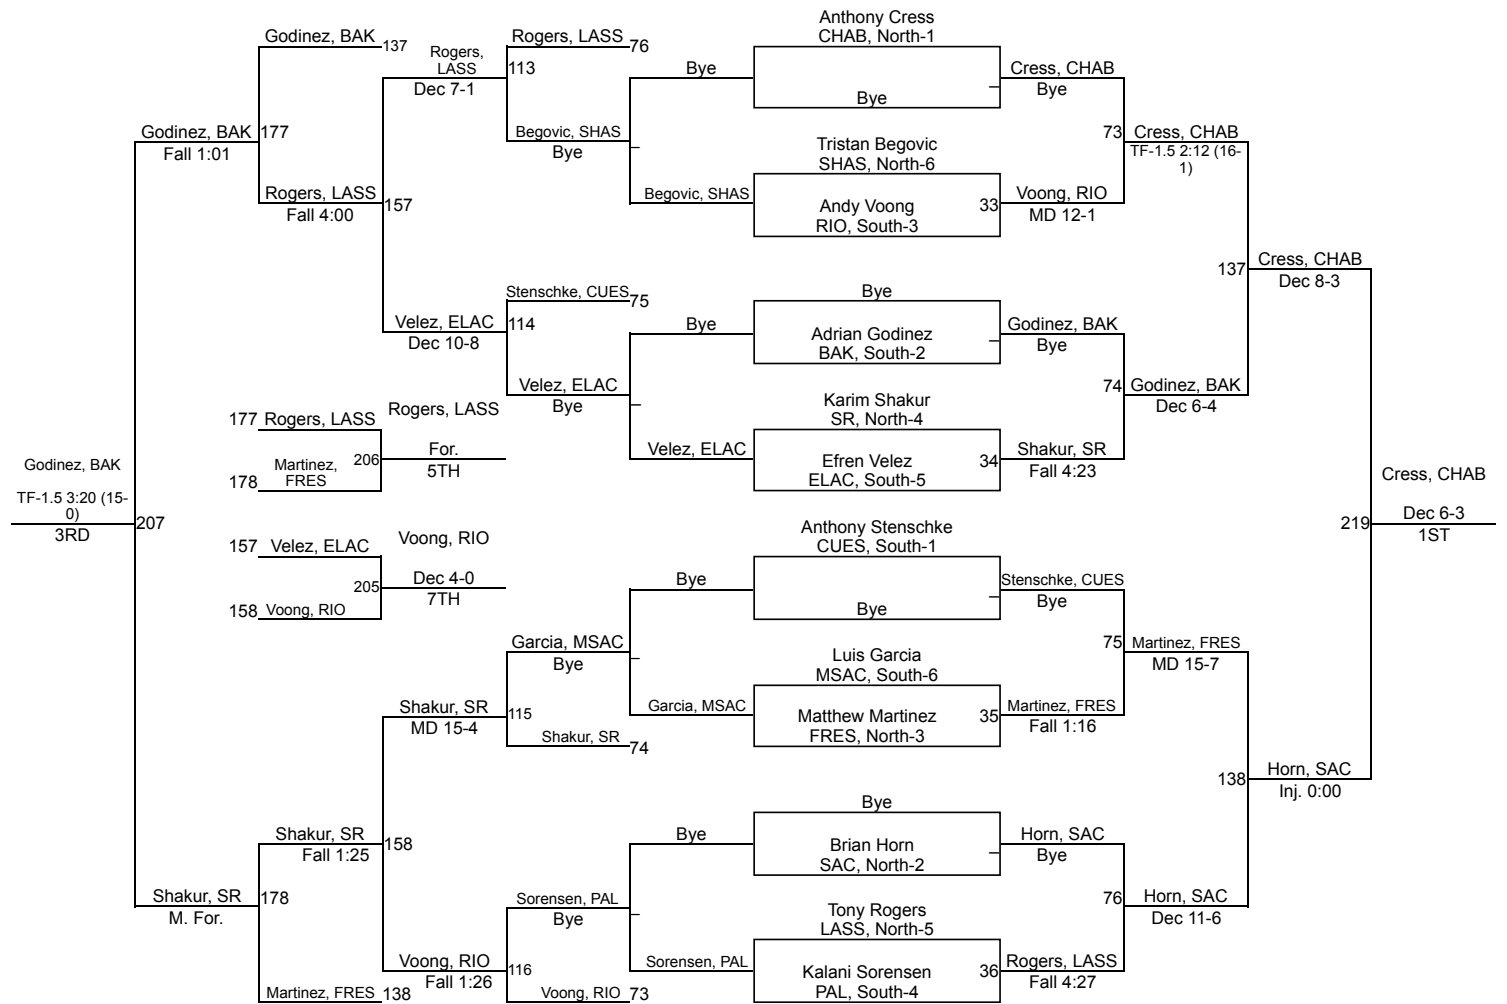 Anthony Cress
CHAB, North-1
Godinez, BAK
137
Rogers,
LASS
Dec 7-1
113
Rogers, LASS
76
Bye
Bye
Cress, CHAB
Bye
Godinez, BAK
Fall 1:01
177
Begovic, SHAS
Bye
Tristan Begovic
SHAS, North-6
73
Cress, CHAB
TF-1.5 2:12 (16-
1)
Rogers, LASS
Fall 4:00
157
Begovic, SHAS
Andy Voong
RIO, South-3
33
Voong, RIO
MD 12-1
137
Cress, CHAB
Dec 8-3
Stenschke, CUES
75
Bye
Velez, ELAC
Dec 10-8
114
Bye
Adrian Godinez
BAK, South-2
Godinez, BAK
Bye
Velez, ELAC
Bye
74
Godinez, BAK
Dec 6-4
Karim Shakur
SR, North-4
177
Rogers, LASS
Rogers, LASS
206
For.
5TH
178
Martinez,
FRES
Velez, ELAC
Efren Velez
ELAC, South-5
34
Shakur, SR
Fall 4:23
Godinez, BAK
TF-1.5 3:20 (15-
0)
3RD
207
Cress, CHAB
219
Dec 6-3
1ST
157
Velez, ELAC
Voong, RIO
205
Dec 4-0
7TH
158
Voong, RIO
Anthony Stenschke
CUES, South-1
Bye
Bye
Stenschke, CUES
Bye
Garcia, MSAC
Bye
Luis Garcia
MSAC, South-6
75
Martinez, FRES
MD 15-7
Shakur, SR
MD 15-4
115
Garcia, MSAC
Matthew Martinez
FRES, North-3
35
Martinez, FRES
Fall 1:16
Shakur, SR
74
138
Horn, SAC
Inj. 0:00
Bye
Shakur, SR
Fall 1:25
158
Bye
Brian Horn
SAC, North-2
Horn, SAC
Bye
Shakur, SR
M. For.
178
Sorensen, PAL
Bye
76
Horn, SAC
Dec 11-6
Tony Rogers
LASS, North-5
Voong, RIO
Fall 1:26
116
Sorensen, PAL
Kalani Sorensen
PAL, South-4
36
Rogers, LASS
Fall 4:27
Martinez, FRES
138
Voong, RIO
73